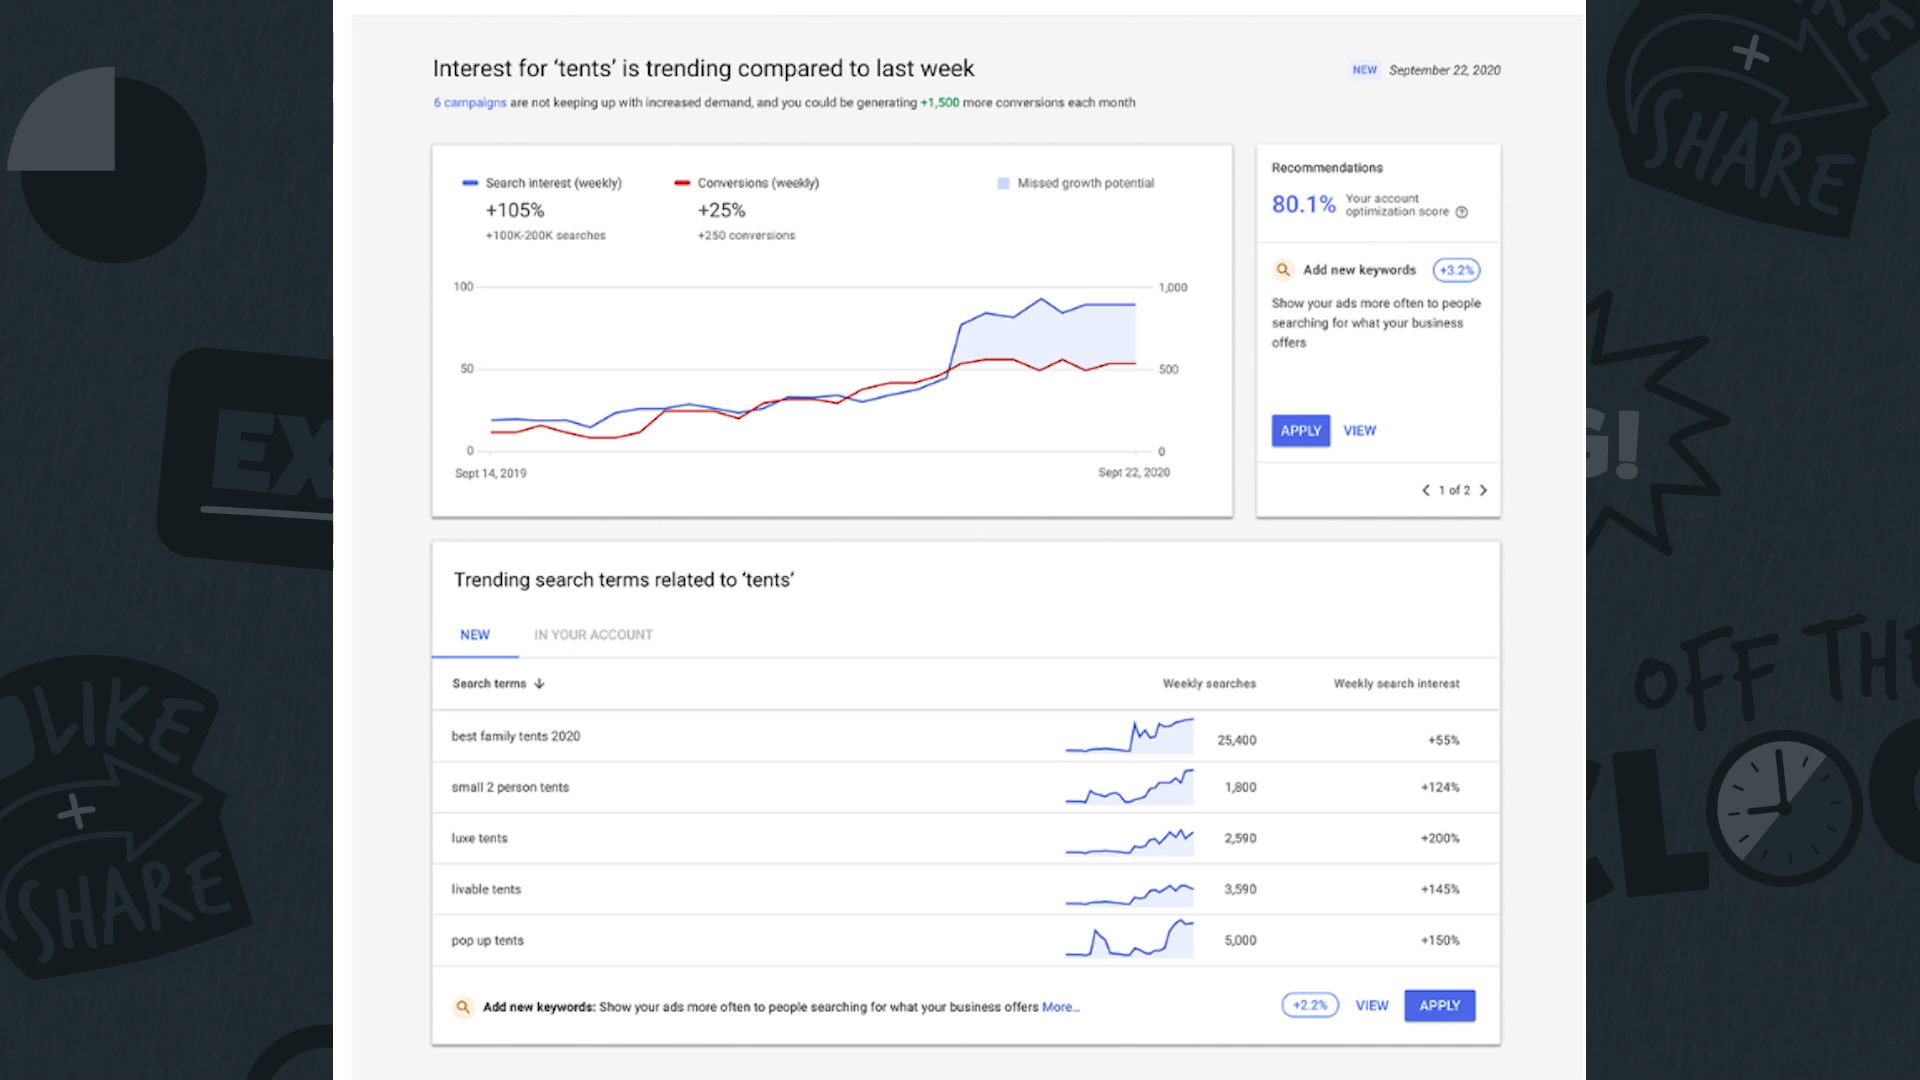 Interest for ‘tents’ is trending compared to last week
NEW September 22, 2020
6 campaigns are not keeping up with increased demand, and you could be generating +1,500 more conversions each month
Search interest (weekly)
+105%
+100K-200K searches
Conversions (weekly)
+25%
+250 conversions
Missed growth potential
100
50
0
1,000
500
0
Sept 14, 2019
Sept 22, 2020
Recommendations
80.1%
Your account
optimization score
Add new keywords +3.2%
Show your ads more often to people
searching for what your business
offers
APPLY VIEW
1 of 2
Trending search terms related to ‘tents’
NEW IN YOUR ACCOUNT
Search terms Weekly searches Weekly search interest
best family tents 2020 25,400 +55%
small 2 person tents 1,800 +124%
luxe tents 2,590 +200%
livable tents 3,590 +145%
pop up tents 5,000 +150%
Add new keywords: Show your ads more often to people searching for what your business offers More...
+2.2% VIEW APPLY
EX
LIKE
+
SHARE
KE
+
SHARE
G!
OFF THE
CLO